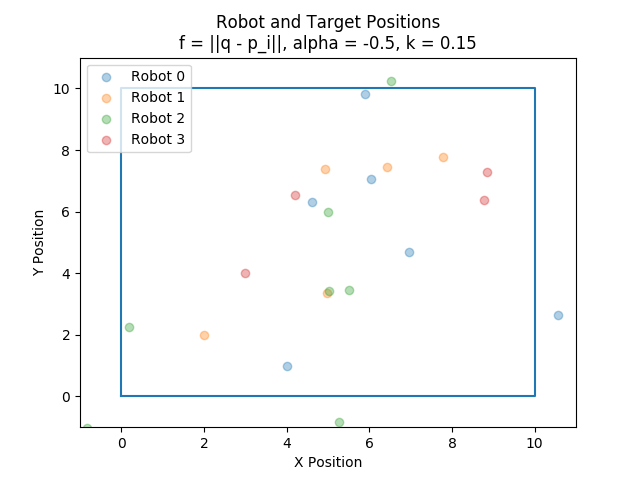 Robot and Target Positions
f = ||q - p_i||, alpha = -0.5, k = 0.15
Robot 0
Robot 1
Robot 2
Robot 3
10
8
6
4
2
0
Y Position
0 2 4 6 8 10
X Position